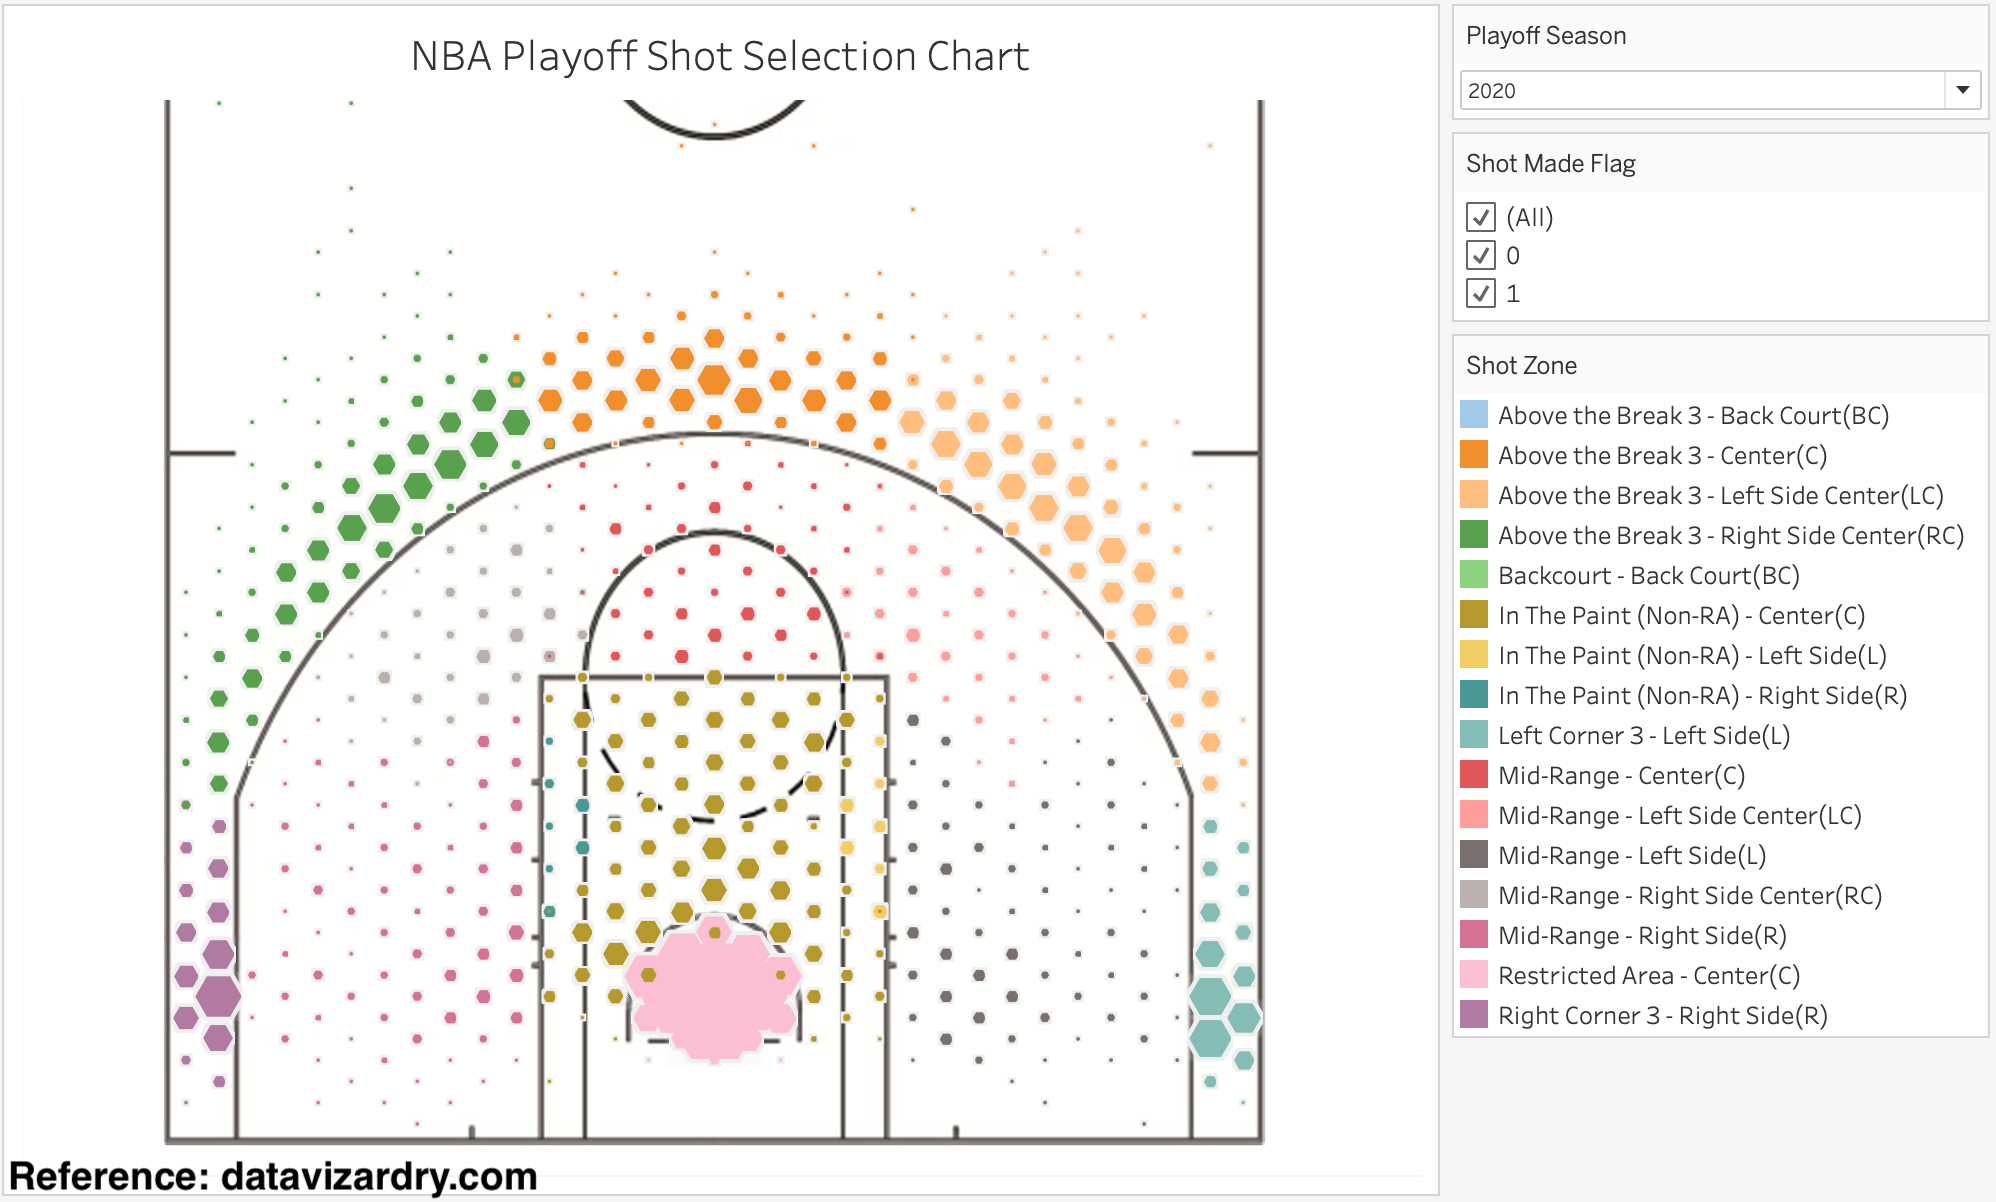 NBA Playoff Shot Selection Chart
Playoff Season
2020
Shot Made Flag
(All)
0
1
Shot Zone
Above the Break 3 - Back Court(BC)
Above the Break 3 - Center(C)
Above the Break 3 - Left Side Center(LC)
Above the Break 3 - Right Side Center(RC)
Backcourt - Back Court(BC)
In The Paint (Non-RA) - Center(C)
In The Paint (Non-RA) - Left Side(L)
In The Paint (Non-RA) - Right Side(R)
Left Corner 3 - Left Side(L)
Mid-Range - Center(C)
Mid-Range - Left Side Center(LC)
Mid-Range - Left Side(L)
Mid-Range - Right Side Center(RC)
Mid-Range - Right Side(R)
Restricted Area - Center(C)
Right Corner 3 - Right Side(R)
Reference: datavizardry.com